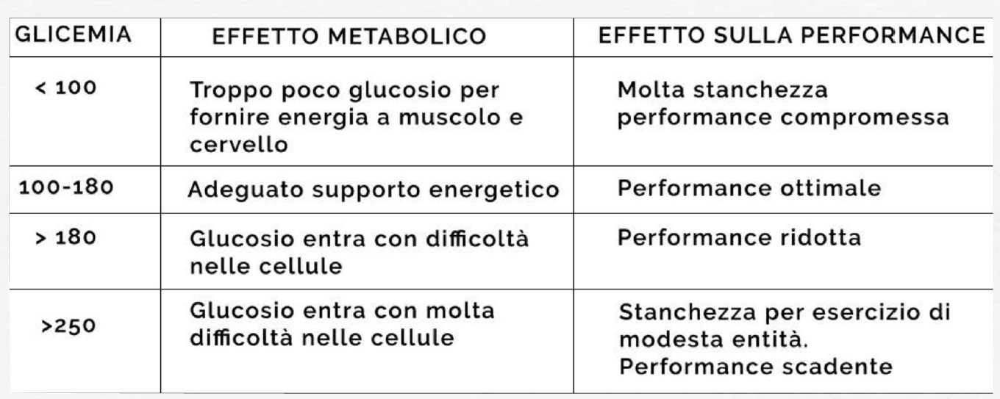 GLICEMIA
EFFETTO METABOLICO
EFFETTO SULLA PERFORMANCE
< 100
Troppo poco glucosio per
fornire energia a muscolo e
cervello
Molta stanchezza
performance compromessa
100-180
Adeguato supporto energetico
Performance ottimale
> 180
Glucosio entra con difficoltà
nelle cellule
Performance ridotta
>250
Glucosio entra con molta
difficoltà nelle cellule
Stanchezza per esercizio di
modesta entità.
Performance scadente